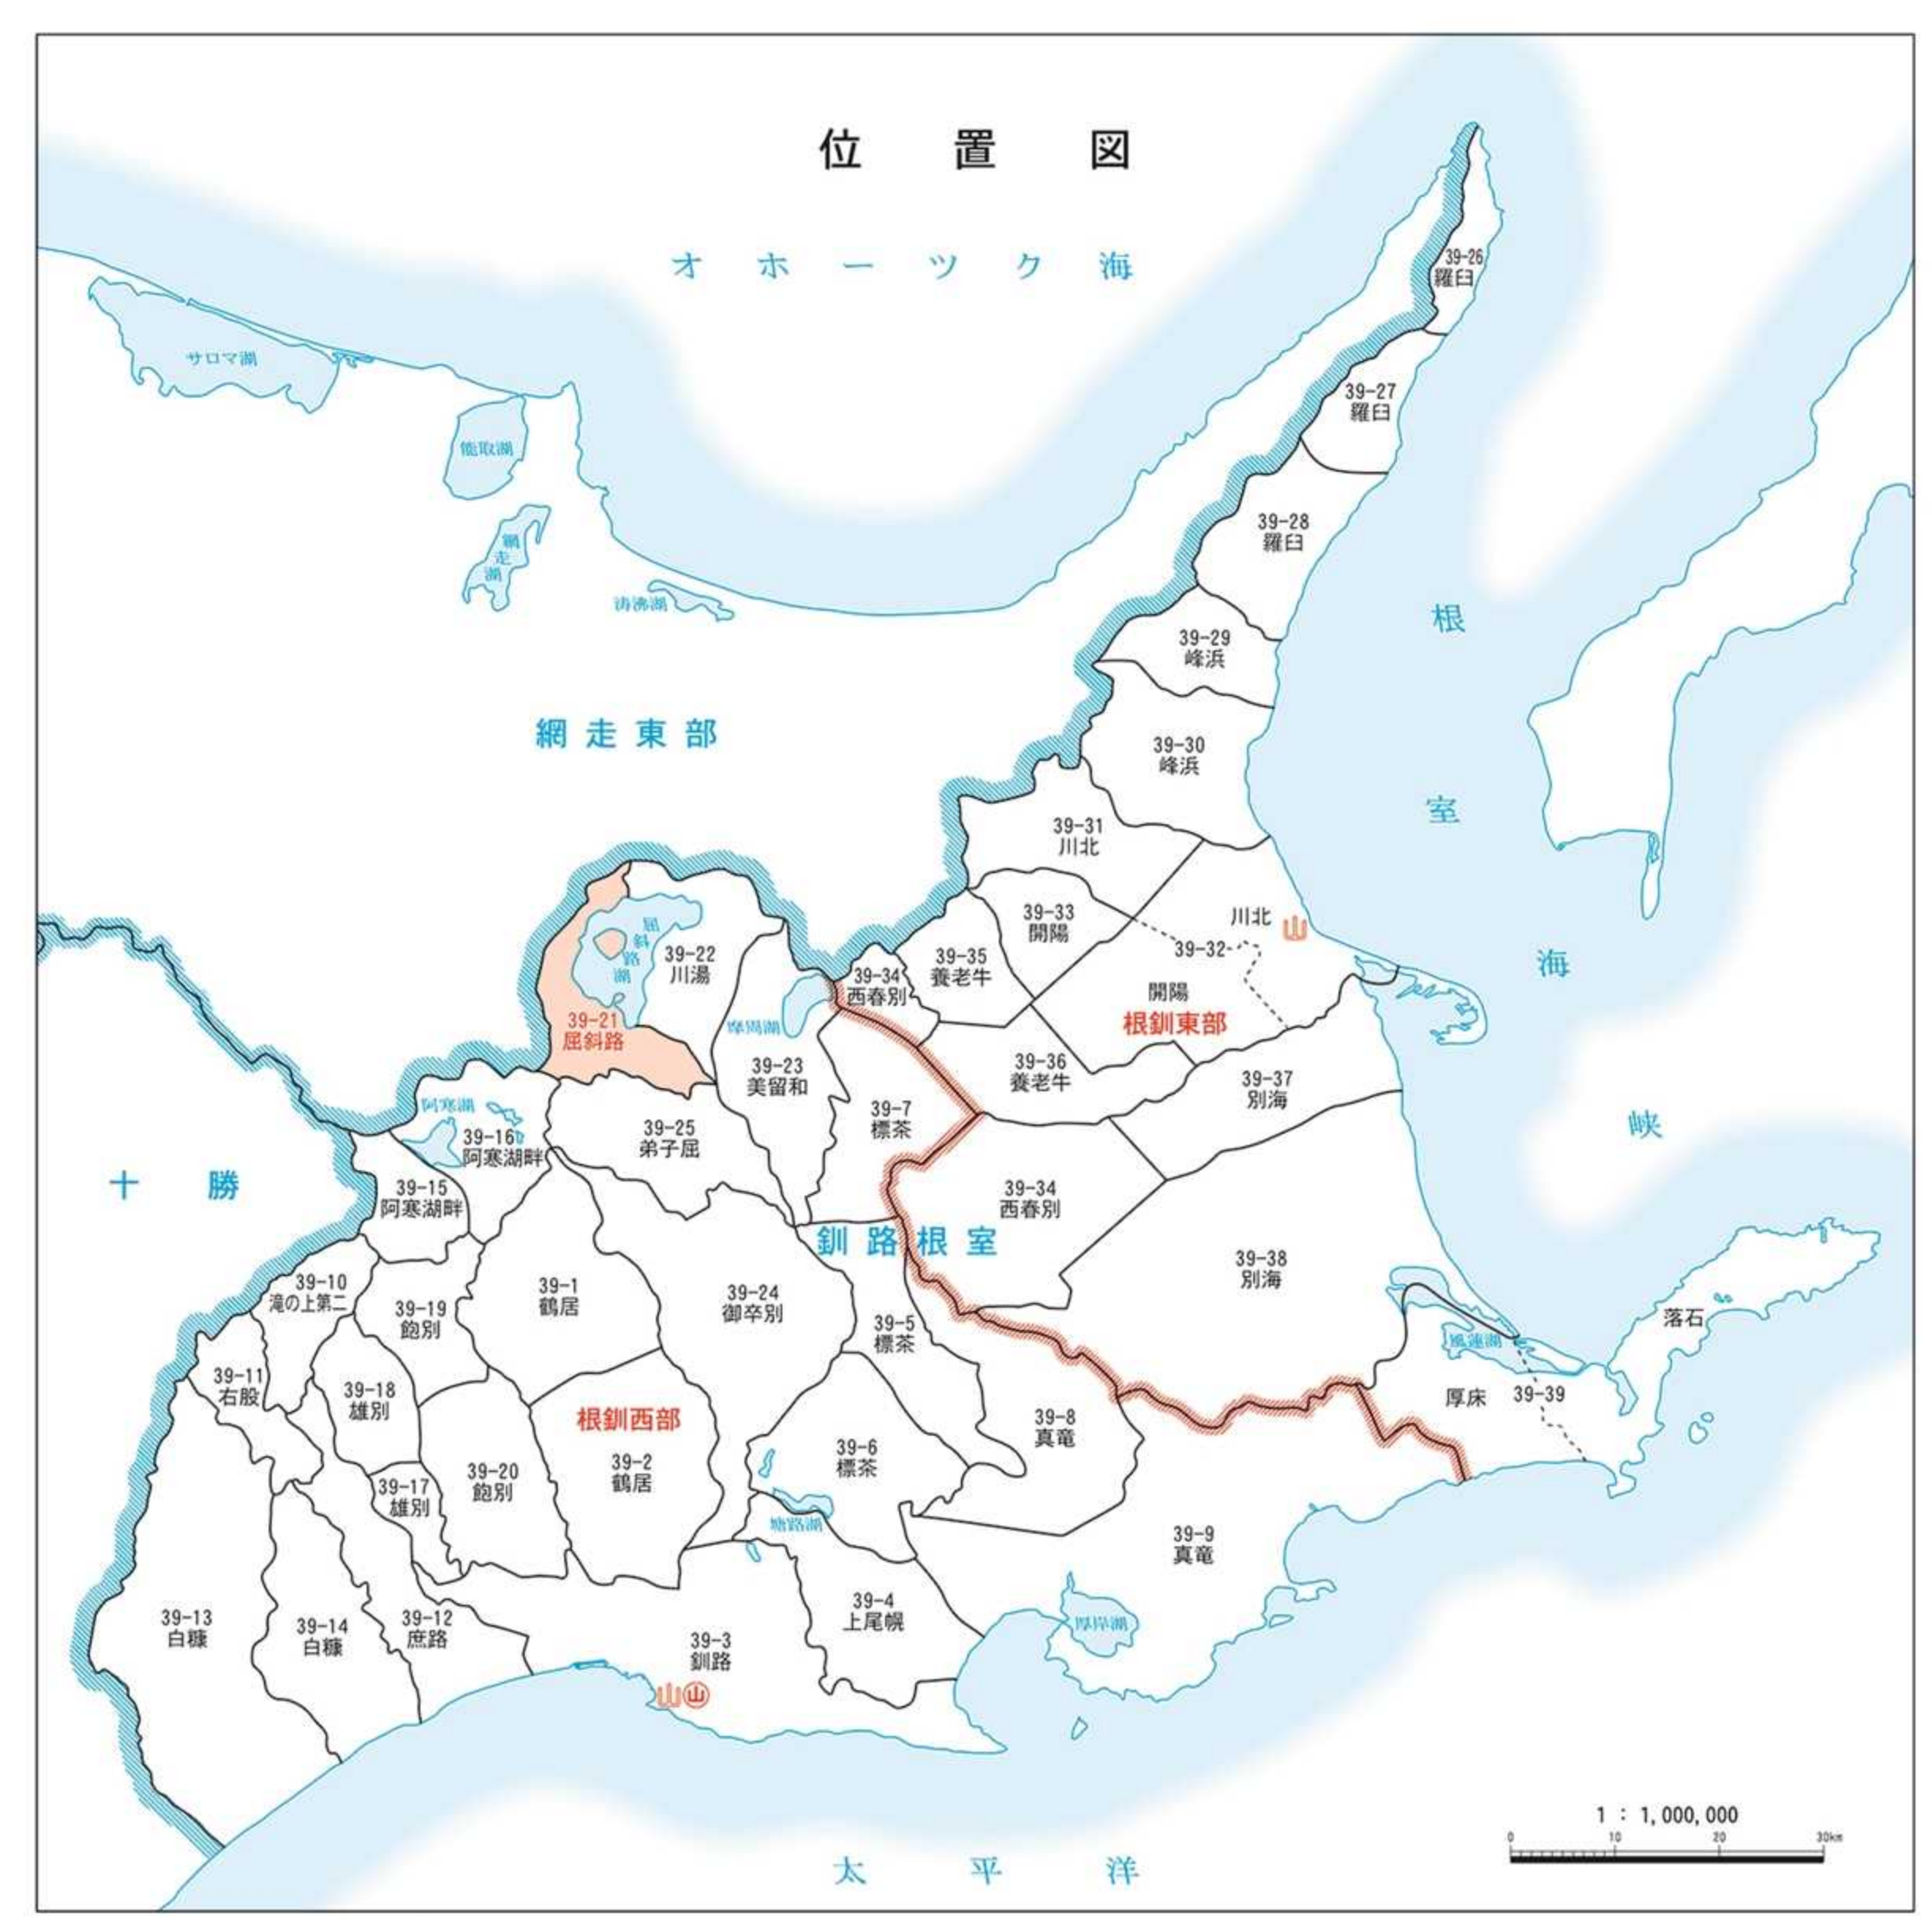 位置図
オホーツク海
39-26
羅臼
サロマ湖
39-27
羅臼
能取湖
39-28
羅臼
網走湖
涛沸湖
根室海峡
39-29
峰浜
網走東部
39-30
峰浜
39-31
川北
39-33
開陽
川北
山
39-32
屈斜路湖
39-22
川湯
39-34
西春別
39-35
養老牛
開陽
根釧東部
39-21
屈斜路
摩周湖
39-23
美留和
39-36
養老牛
39-37
別海
阿寒湖
39-16
阿寒湖畔
39-25
弟子屈
39-7
標茶
十勝
39-15
阿寒湖畔
39-34
西春別
釧路根室
39-38
別海
39-10
滝の上第二
39-19
飽別
39-1
鶴居
39-24
御卒別
39-5
標茶
風蓮湖
落石
39-11
右股
39-18
雄別
根釧西部
39-2
鶴居
厚床
39-39
39-8
真竜
39-6
標茶
39-17
雄別
39-20
飽別
塘路湖
39-9
真竜
39-13
白糠
39-14
白糠
39-12
庶路
39-4
上尾幌
厚岸湖
39-3
釧路
山山
1 : 1,000,000
0 10 20 30km
太平洋